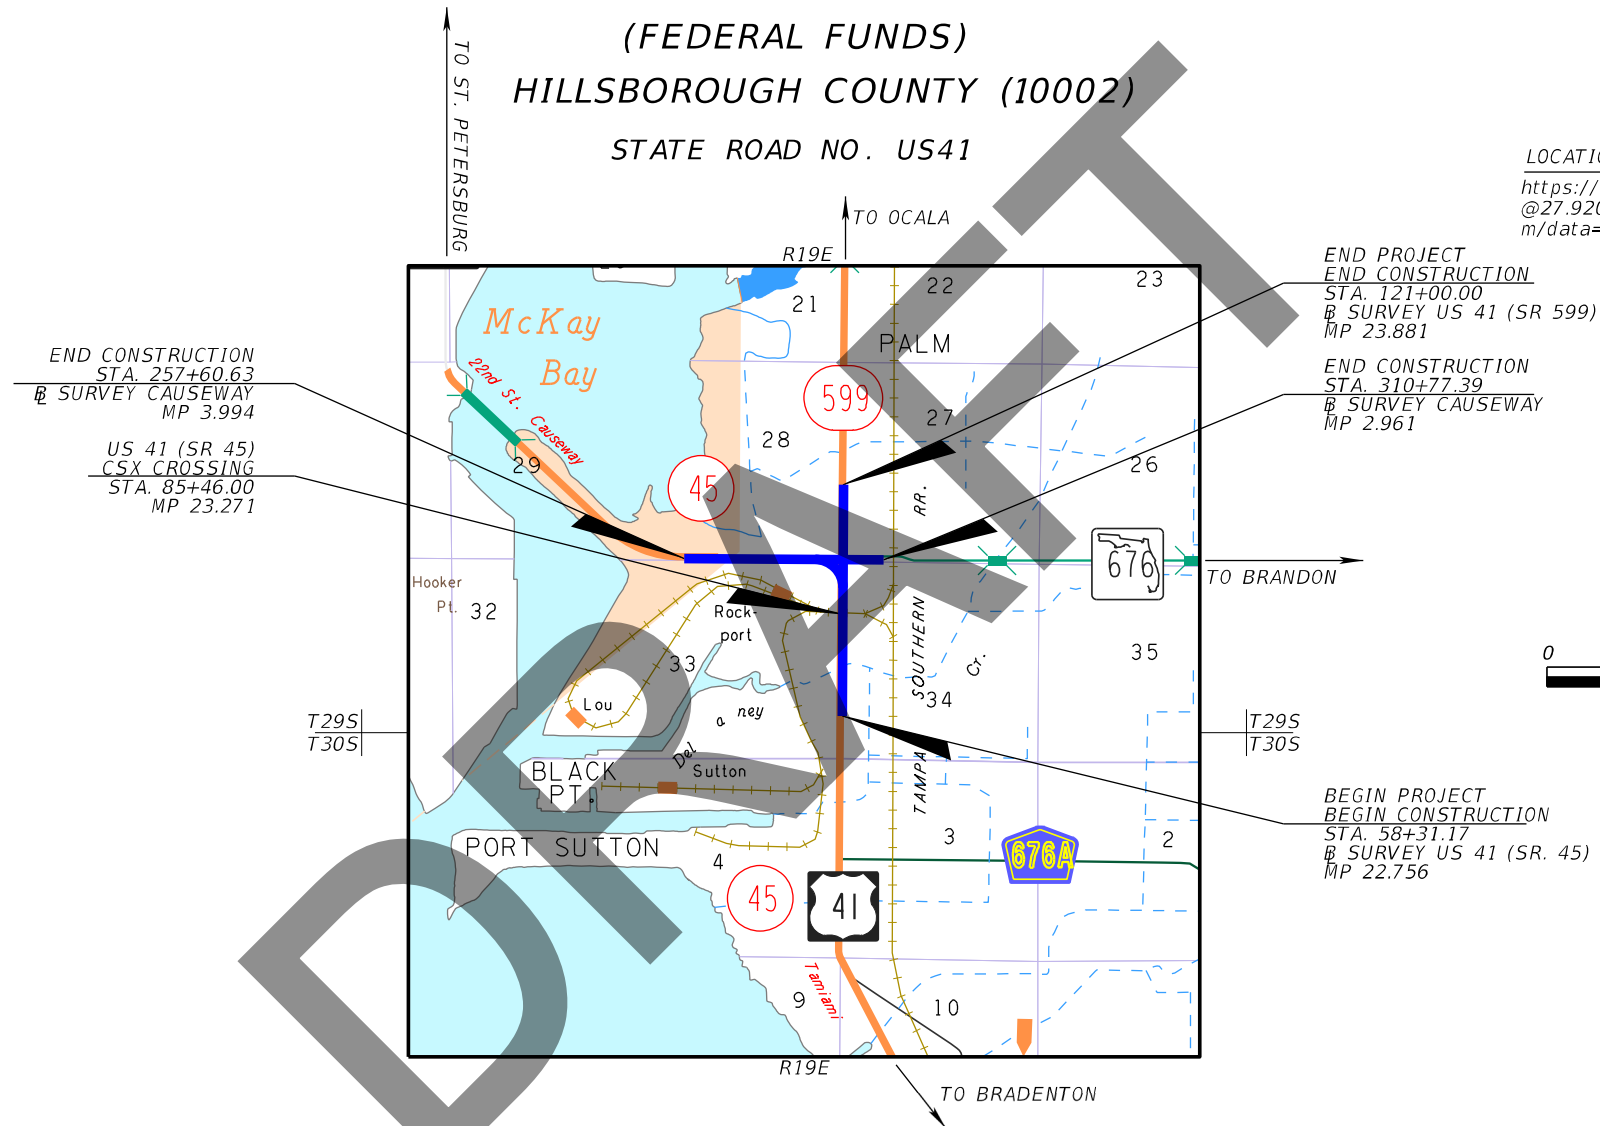 (FEDERAL FUNDS)
HILLSBOROUGH COUNTY (10002)
STATE ROAD NO. US41
TO ST. PETERSBURG
TO OCALA
R19E
LOCATIO
https://
@27.920
m/data=
END PROJECT
END CONSTRUCTION
STA. 121+00.00
BL SURVEY US 41 (SR 599)
MP 23.881
END CONSTRUCTION
STA. 310+77.39
BL SURVEY CAUSEWAY
MP 2.961
END CONSTRUCTION
STA. 257+60.63
BL SURVEY CAUSEWAY
MP 3.994
US 41 (SR 45)
CSX CROSSING
STA. 85+46.00
MP 23.271
McKay
Bay
22nd St. Causeway
21
22
23
PALM
599
27
28
26
29
45
RR.
676
TO BRANDON
Hooker
Pt.
32
Rock-
port
33
SOUTHERN
Cr.
35
34
0
Lou
Del a ney
T29S
T30S
T29S
T30S
BLACK
PT.
Sutton
TAMPA
PORT SUTTON
4
3
676A
2
BEGIN PROJECT
BEGIN CONSTRUCTION
STA. 58+31.17
BL SURVEY US 41 (SR. 45)
MP 22.756
45
41
Tamiami
9
10
R19E
TO BRADENTON
DRAFT